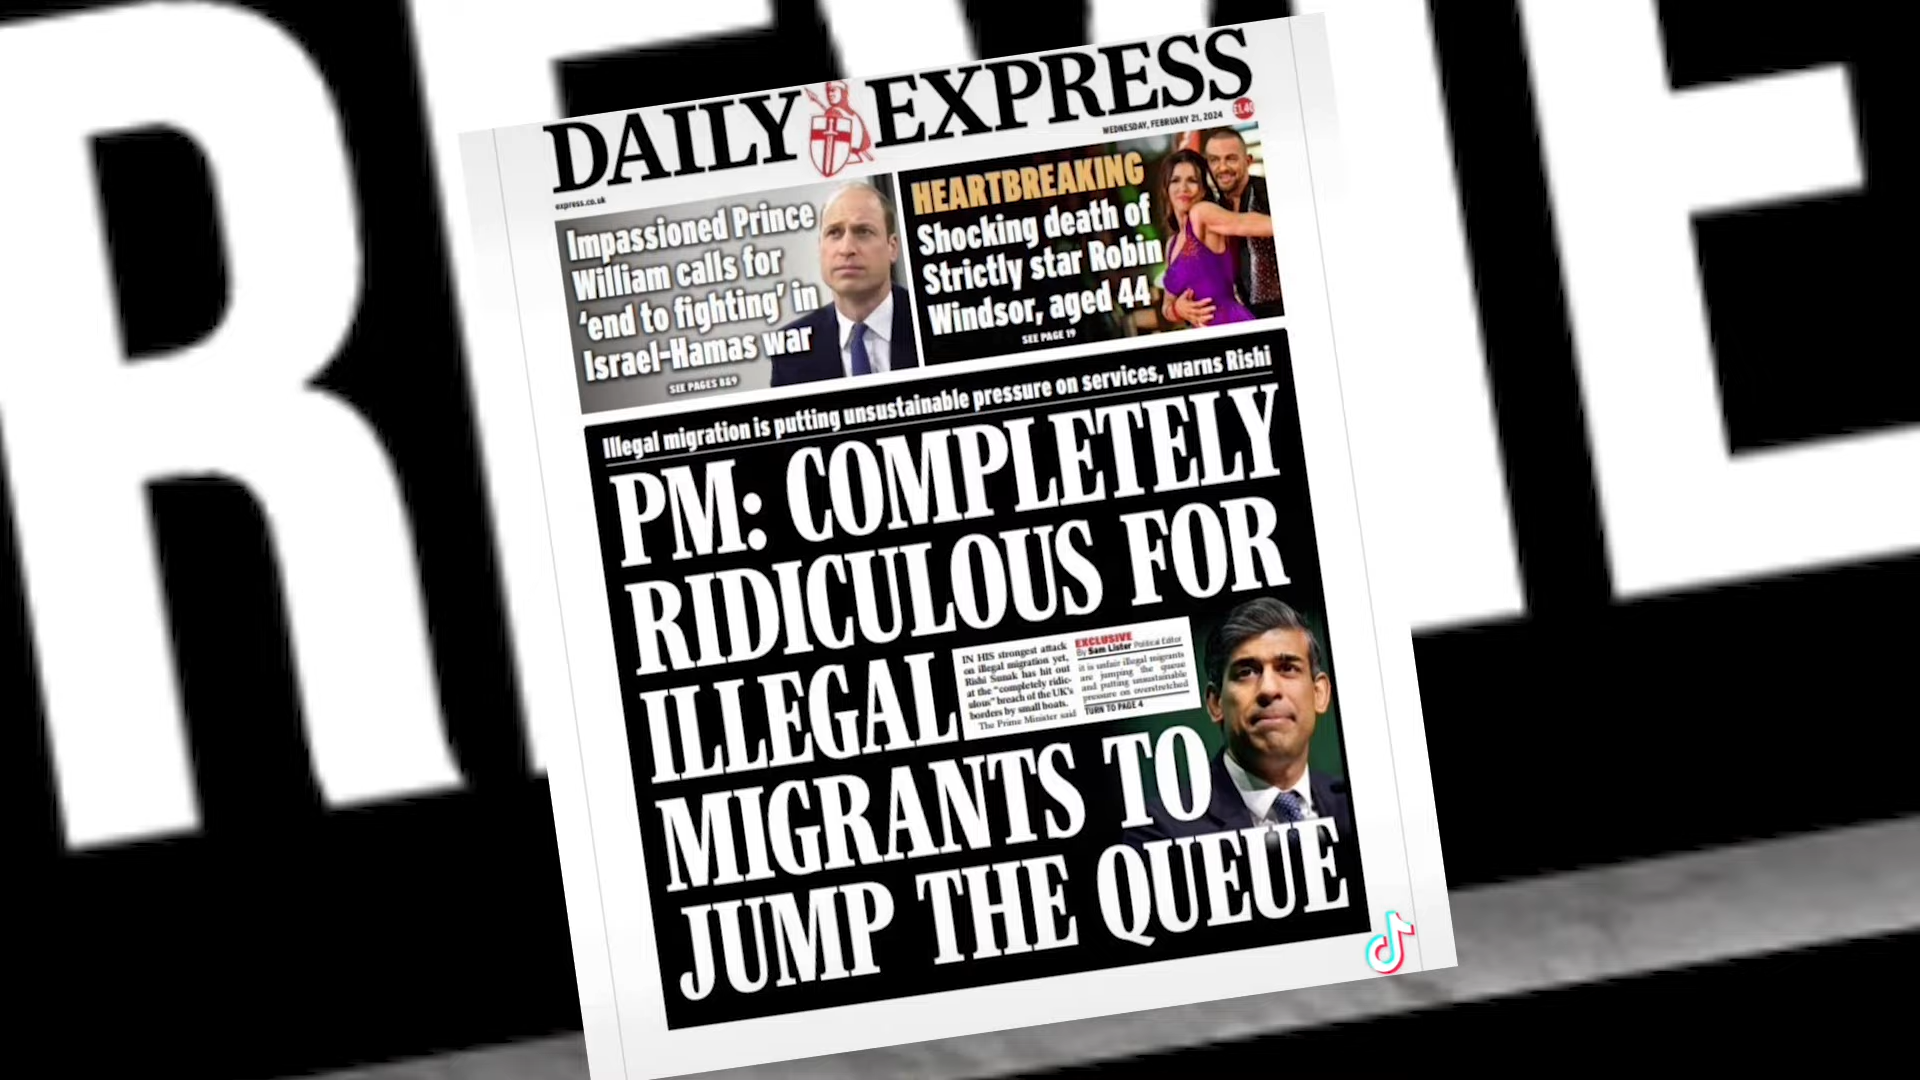 REVIE
DAILY EXPRESS
WEDNESDAY, FEBRUARY 21, 2024
£1.40
express.co.uk
Impassioned Prince
William calls for
‘end to fighting’ in
Israel-Hamas war
SEE PAGES 8&9
HEARTBREAKING
Shocking death of
Strictly star Robin
Windsor, aged 44
SEE PAGE 19
Illegal migration is putting unsustainable pressure on services, warns Rishi
PM: COMPLETELY
RIDICULOUS FOR
ILLEGAL
MIGRANTS TO
JUMP THE QUEUE
IN HIS strongest attack
on illegal migration yet,
Rishi Sunak has hit out
at the “completely ridic-
ulous” breach of the UK’s
borders by small boats.
The Prime Minister said
EXCLUSIVE
By Sam Lister Political Editor
it is unfair illegal migrants
are jumping the queue
and putting unsustainable
pressure on overstretched
TURN TO PAGE 4